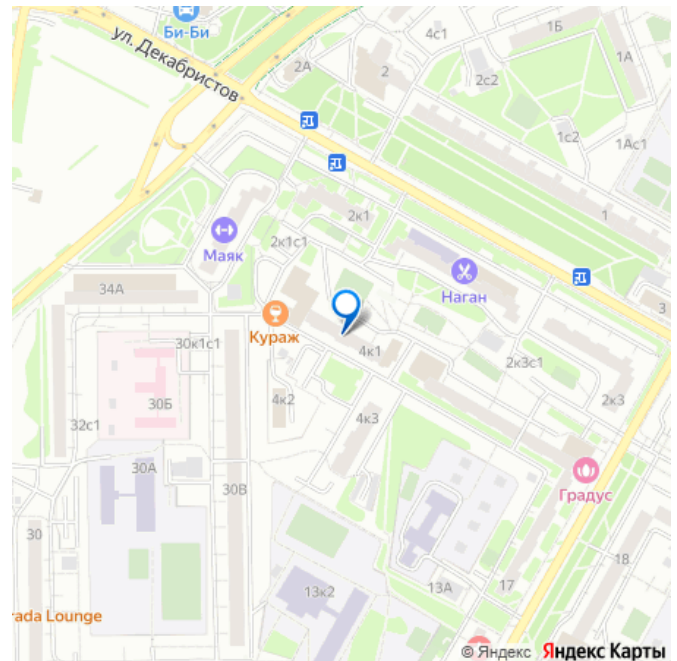 Би-Би
ул. Декабристов
4с1
1Б
1А
2А
2
2с2
1с2
1Ас1
2к1
1
2к1с1
Маяк
Наган
34А
3
Кураж
30к1с1
4к1
2к3с1
30Б
4к2
2к3
32с1
4к3
30А
Градус
30В
30
18
13к2
13А
17
rada Lounge
© Яндекс Яндекс Карты